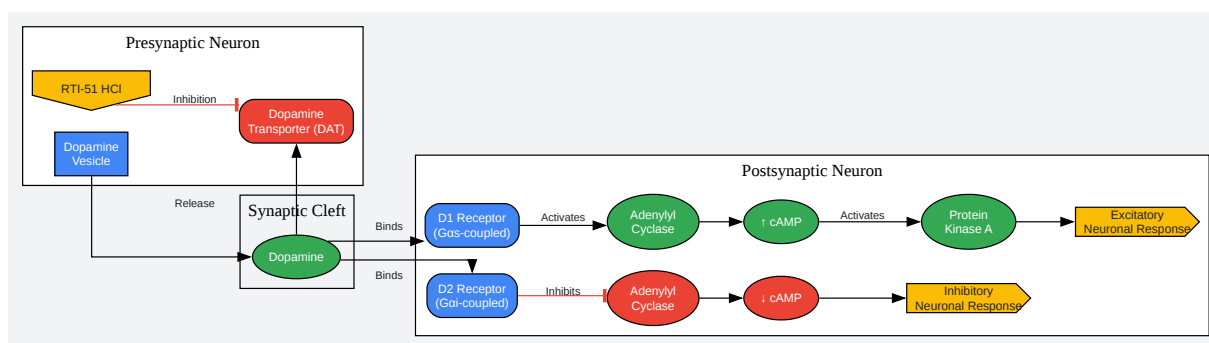 Presynaptic Neuron
RTI-51 HCl
Inhibition
Dopamine
Transporter (DAT)
Dopamine
Vesicle
Release
Synaptic Cleft
Dopamine
Binds
Binds
Postsynaptic Neuron
D1 Receptor
(Gαs-coupled)
Activates
Adenylyl
Cyclase
↑ cAMP
Activates
Protein
Kinase A
Excitatory
Neuronal Response
D2 Receptor
(Gαi-coupled)
Inhibits
Adenylyl
Cyclase
↓ cAMP
Inhibitory
Neuronal Response